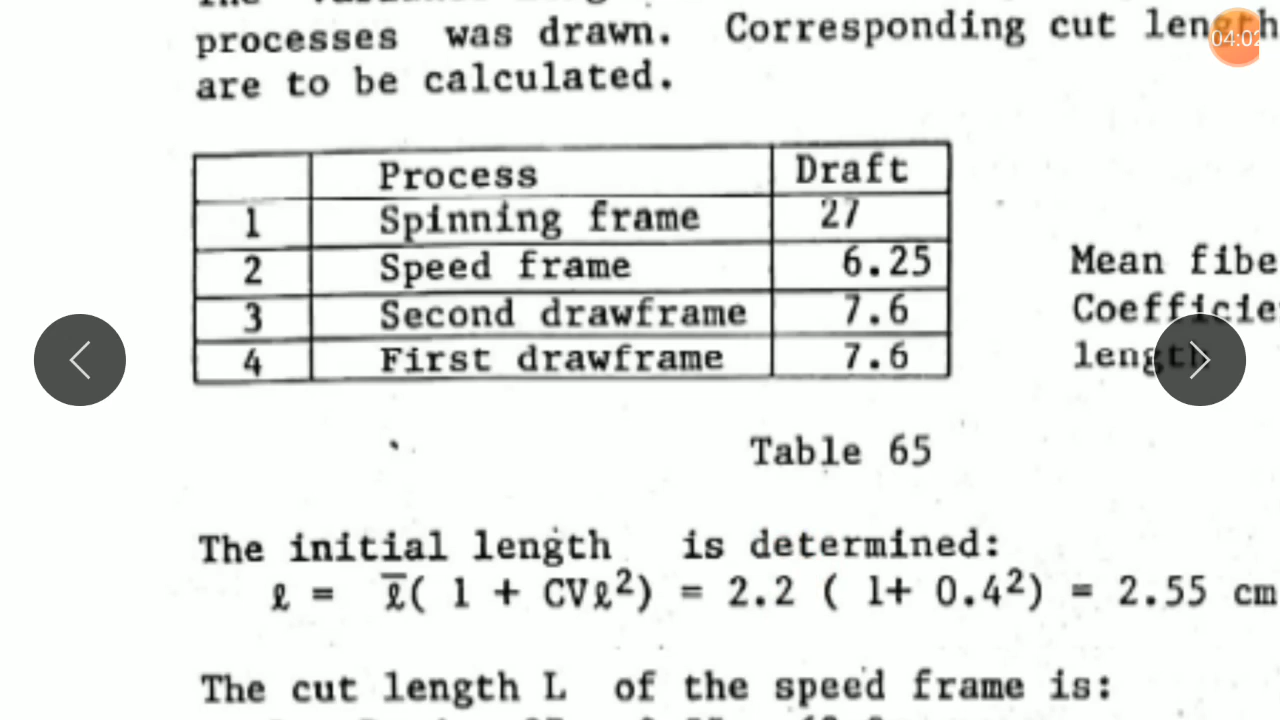 processes was drawn. Corresponding cut length
are to be calculated.
04:02
Process Draft
1 Spinning frame 27
2 Speed frame 6.25
3 Second drawframe 7.6
4 First drawframe 7.6
Mean
length
Table 65
The initial length is determined:
ℓ = ℓ̅( 1 + CVℓ²) = 2.2 ( 1+ 0.4²) = 2.55 cm
The cut length L of the speed frame is: